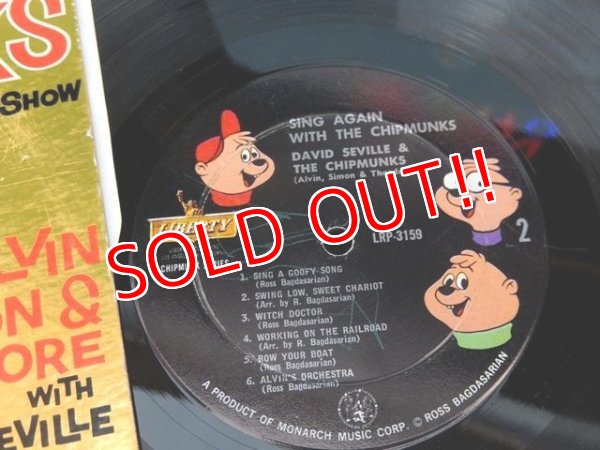 KS
SHOW
LVIN
ON &
ORE
WITH
EVILLE
SING AGAIN
WITH THE CHIPMUNKS
DAVID SEVILLE &
THE CHIPMUNKS
(Alvin, Simon &
LIBERTY
SOLD OUT!!
LRP-3159
2
1. SING A GOOFY SONG
(Ross Bagdasarian)
2. SWING LOW, SWEET CHARIOT
(Arr. by R. Bagdasarian)
3. WITCH DOCTOR
(Ross Bagdasarian)
4. WORKING ON THE RAILROAD
(Arr. by R. Bagdasarian)
5. ROW YOUR BOAT
(Ross Bagdasarian)
6. ALVIN'S ORCHESTRA
(Ross Bagdasarian)
A PRODUCT OF MONARCH MUSIC CORP. © ROSS BAGDASARIAN